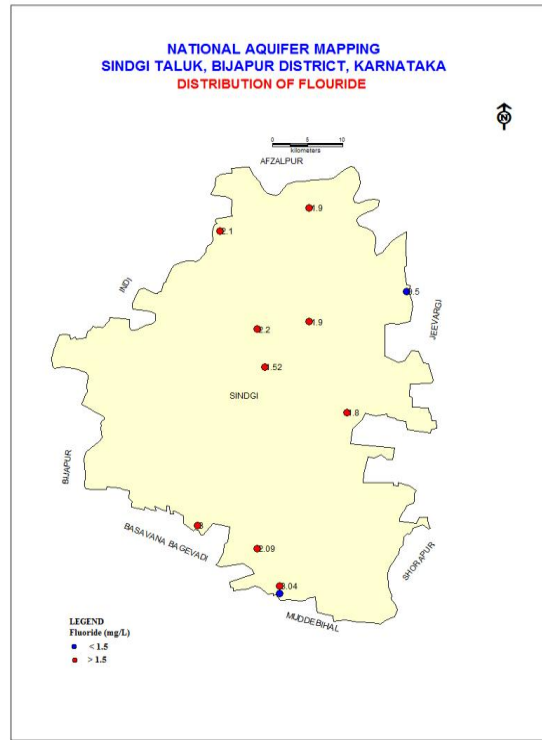 NATIONAL AQUIFER MAPPING
SINDGI TALUK, BIJAPUR DISTRICT, KARNATAKA
DISTRIBUTION OF FLOURIDE
N
0 5 10
kilometers
AFZALPUR
1.9
2.1
INDI
JEEVARGI
1.9
2.2
1.52
SINDGI
1.8
BIJAPUR
BASAVANA BAGEVADI
2.09
SHORAPUR
3.04
MUDDEBIHAL
LEGEND
Fluoride (mg/L)
< 1.5
> 1.5